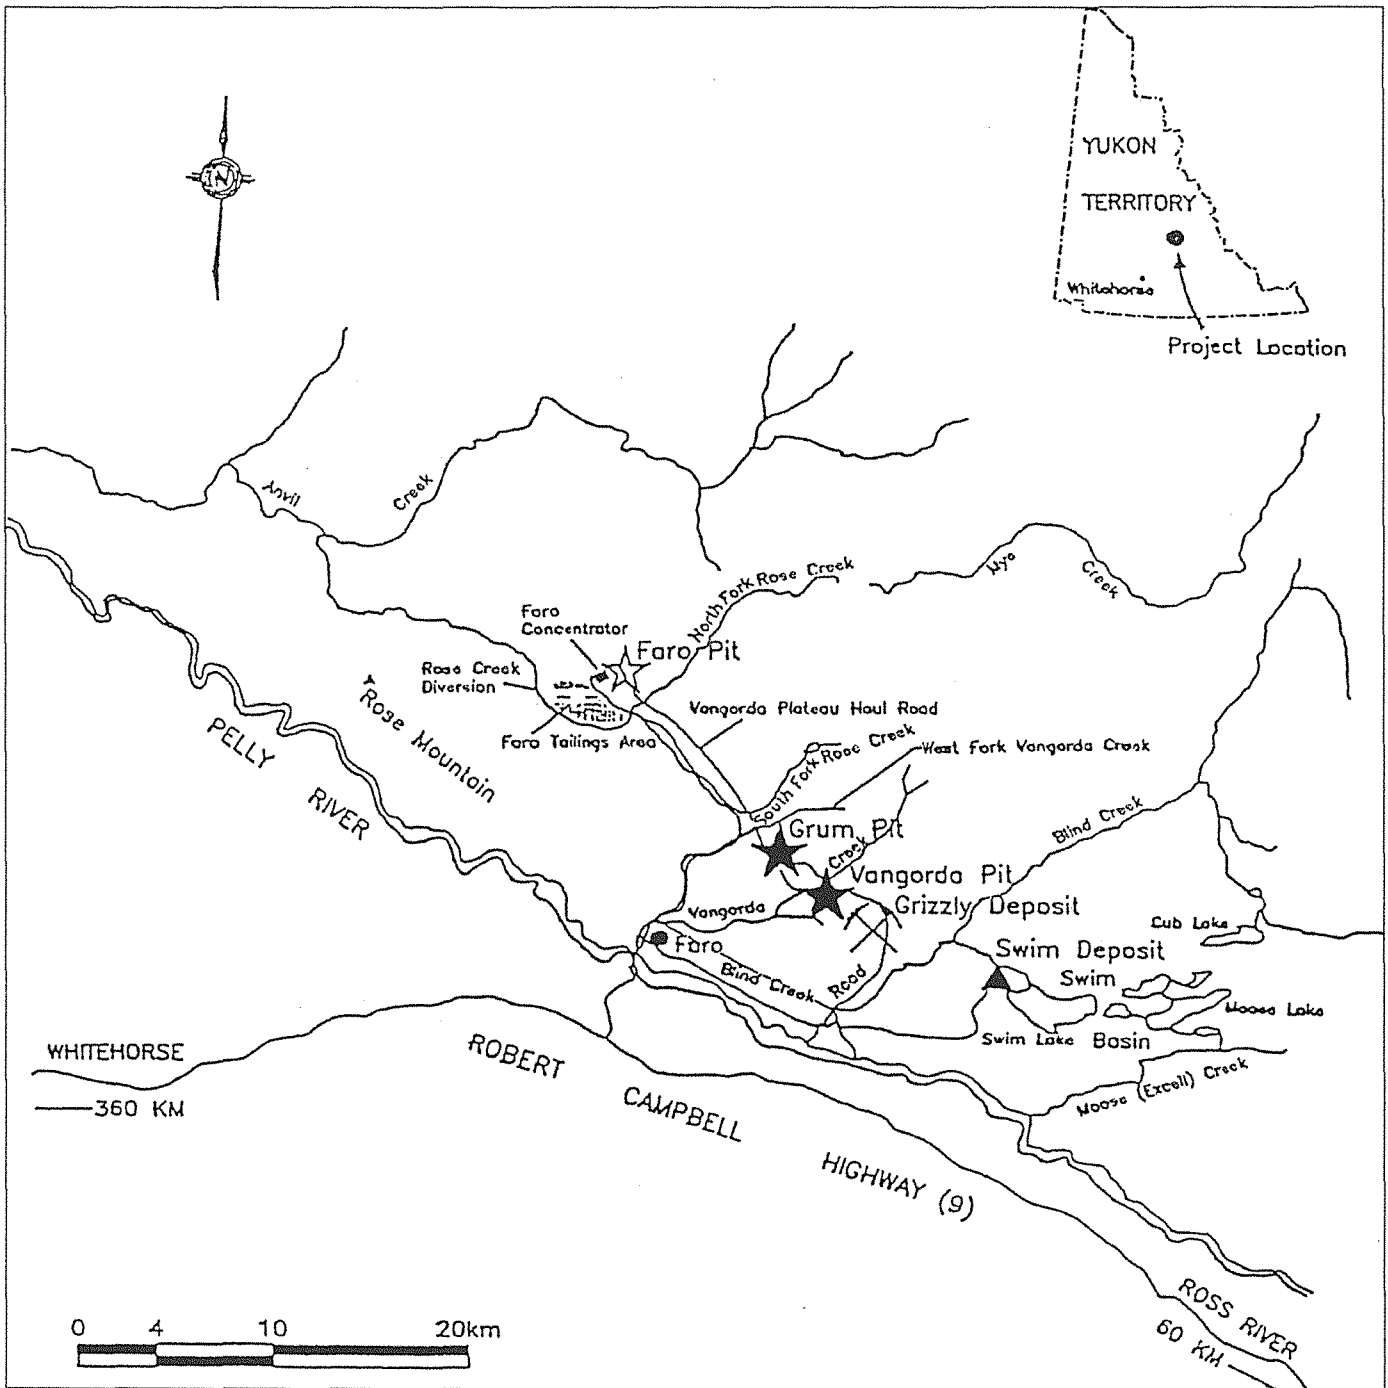 N
YUKON
TERRITORY
Whitehorse
Project Location
Anvil
Creek
Nye
Creek
North Fork Rose Creek
Faro
Concentrator
Faro Pit
Rose Creek
Diversion
Rose Mountain
Vangorda Plateau Haul Road
Faro Tailings Area
South Fork Rose Creek
West Fork Vangorda Creek
PELLY
RIVER
Grum Pit
Creek
Blind Creek
Vangorda Pit
Vangorda
Grizzly Deposit
Cub Lake
Faro
Swim Deposit
Blind Creek Road
Swim
Moose Lake
Swim Lake Basin
WHITEHORSE
360 KM
ROBERT
CAMPBELL
HIGHWAY (9)
Moose (Excell) Creek
ROSS RIVER
60 KM
0 4 10 20km